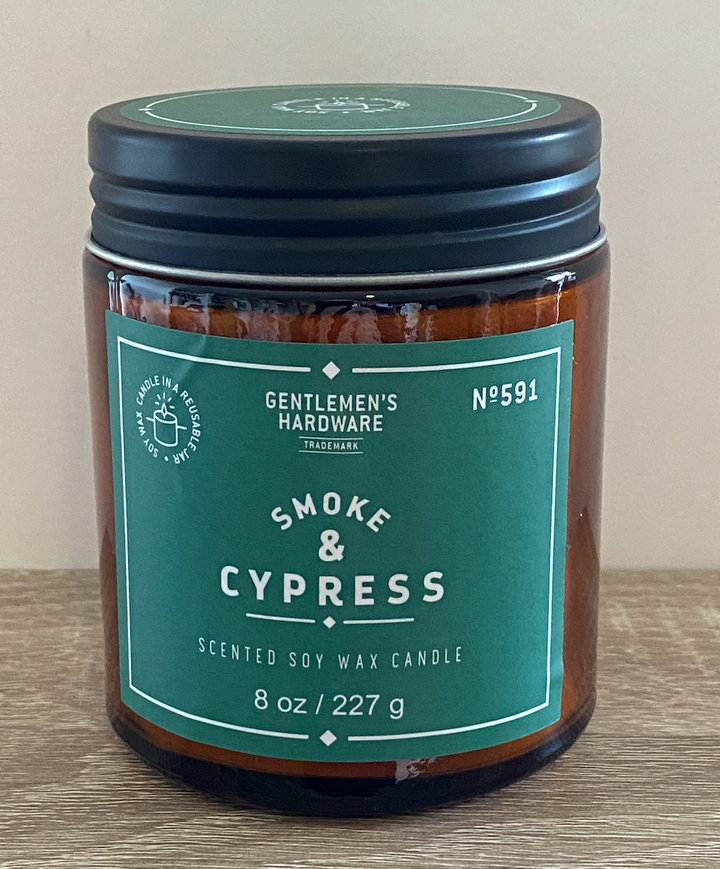 SOY WAX CANDLE IN A REUSABLE JAR •
GENTLEMEN'S
HARDWARE
TRADEMARK
Nº591
SMOKE
&
CYPRESS
SCENTED SOY WAX CANDLE
8 oz / 227 g